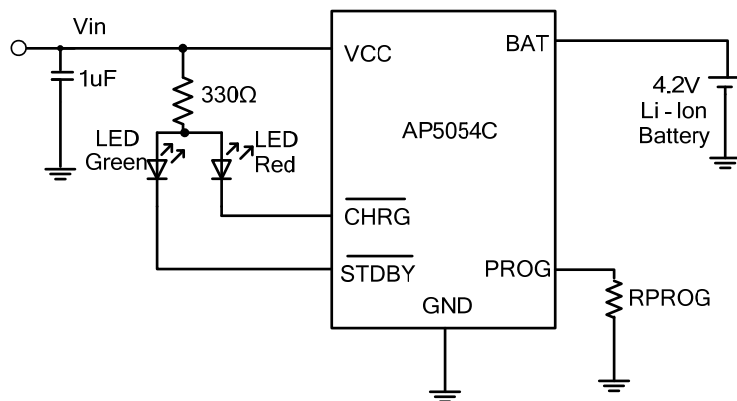 Vin
1uF
330Ω
LED
Green
LED
Red
VCC
BAT
AP5054C
CHRG
STDBY
PROG
GND
4.2V
Li-Ion
Battery
RPROG